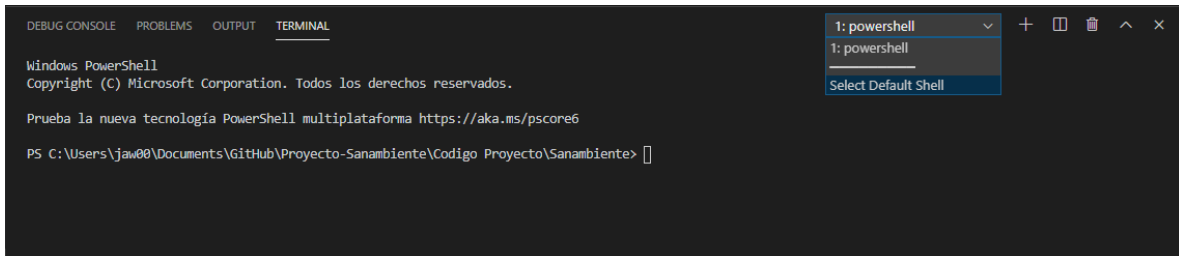 DEBUG CONSOLE PROBLEMS OUTPUT TERMINAL 1: powershell
1: powershell
Select Default Shell
Windows PowerShell
Copyright (C) Microsoft Corporation. Todos los derechos reservados.
Prueba la nueva tecnología PowerShell multiplataforma https://aka.ms/pscore6
PS C:\Users\jaw00\Documents\GitHub\Proyecto-Sanambiente\Codigo Proyecto\Sanambiente>